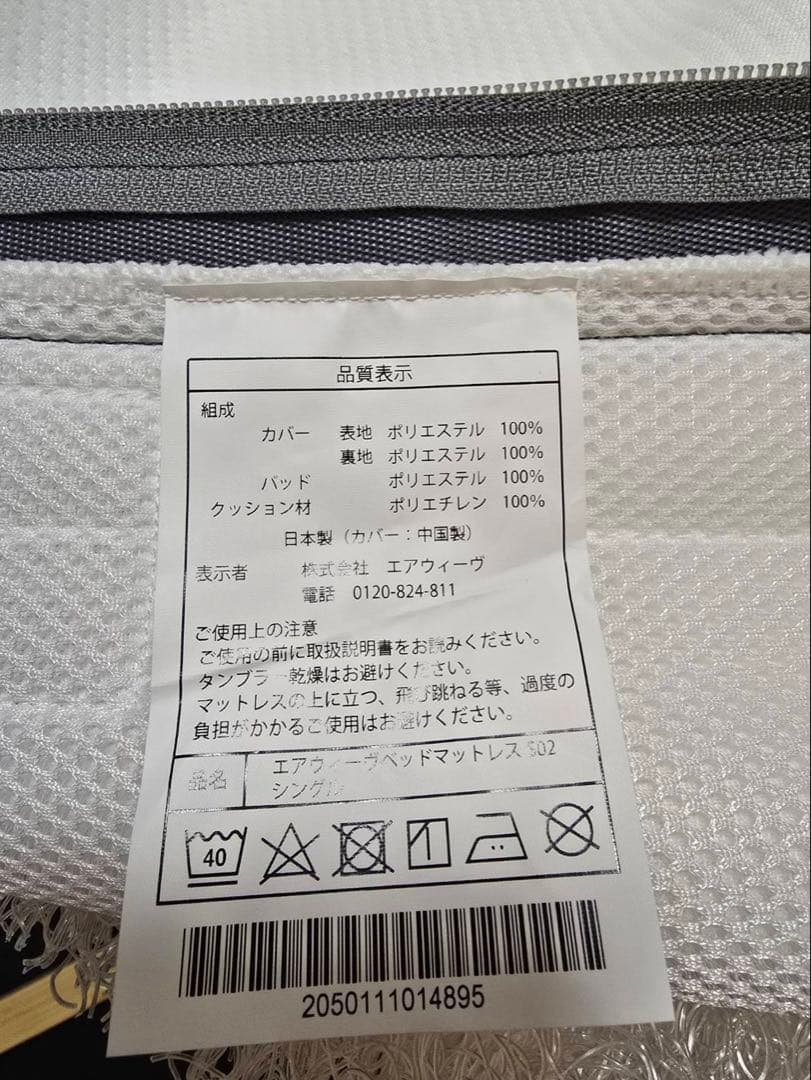 品質表示
組成
カバー 表地 ポリエステル 100%
裏地 ポリエステル 100%
パッド ポリエステル 100%
クッション材 ポリエチレン 100%
日本製（カバー：中国製）
表示者 株式会社 エアウィーヴ
電話 0120-824-811
ご使用上の注意
ご使用の前に取扱説明書をお読みください。
タンブラー乾燥はお避けください。
マットレスの上に立つ、飛び跳ねる等、過度の
負担がかかるご使用はお避けください。
品名 エアウィーヴベッドマットレス S02
シングル
40
2050111014895